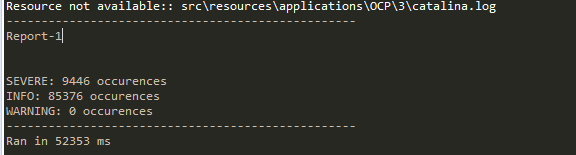 Resource not available:: src\resources\applications\OCP\3\catalina.log
--------------------------------------------------
Report-1
SEVERE: 9446 occurences
INFO: 85376 occurences
WARNING: 0 occurences
--------------------------------------------------
Ran in 52353 ms